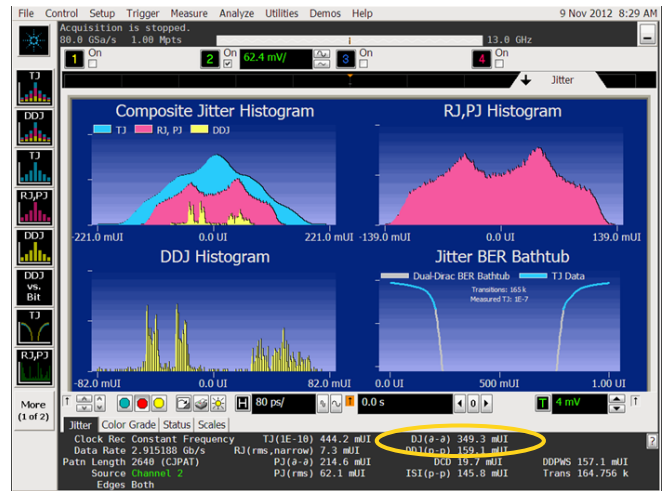 File Control Setup Trigger Measure Analyze Utilities Demos Help 9 Nov 2012 8:29 AM
Acquisition is stopped.
80.0 GSa/s 1.00 Mpts 13.0 GHz
1 On 2 On 62.4 mV/ 3 On 4 On
Jitter
TJ
DDJ
TJ
RJ,PJ
DDJ
DDJ
vs.
Bit
TJ
RJ,PJ
More
(1 of 2)
Composite Jitter Histogram
TJ RJ, PJ DDJ
-221.0 mUI 0.0 UI 221.0 mUI
RJ,PJ Histogram
-139.0 mUI 0.0 UI 139.0 mUI
DDJ Histogram
-82.0 mUI 0.0 UI 82.0 mUI
Jitter BER Bathtub
Dual-Dirac BER Bathtub TJ Data
Transitions: 165 k
Measured TJ: 1E-7
0.0 UI 500 mUI 1.00 UI
H 80 ps/ 0.0 s 0 T 4 mV
Jitter Color Grade Status Scales
Clock Rec Constant Frequency TJ(1E-10) 444.2 mUI DJ(∂-∂) 349.3 mUI
Data Rate 2.915188 Gb/s RJ(rms,narrow) 7.3 mUI DDJ(p-p) 159.1 mUI
Patn Length 2640 (CJPAT) PJ(∂-∂) 214.6 mUI DCD 19.7 mUI DDPWS 157.1 mUI
Source Channel 2 PJ(rms) 62.1 mUI ISI(p-p) 145.8 mUI Trans 164.756 k
Edges Both
?